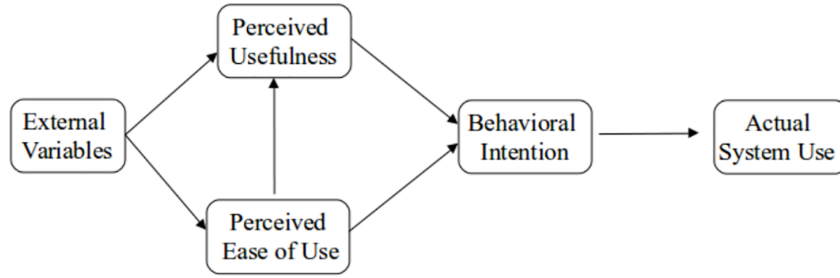 Perceived
Usefulness
External
Variables
Behavioral
Intention
Actual
System Use
Perceived
Ease of Use